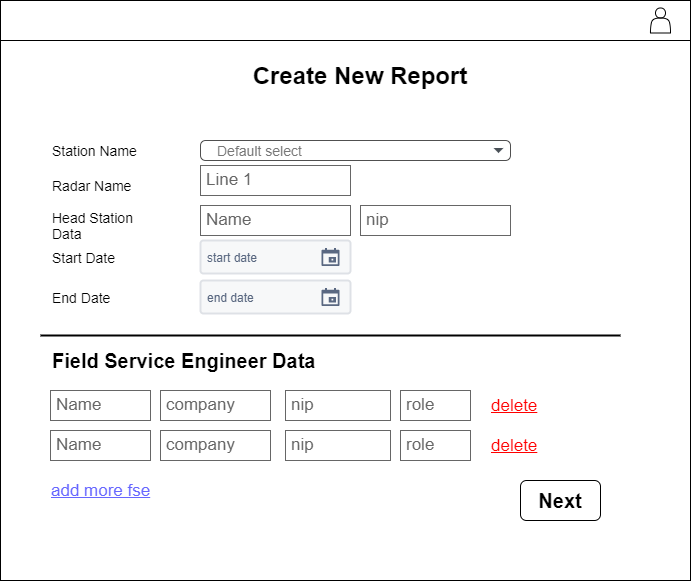 Create New Report
Station Name
Default select
Radar Name
Line 1
Head Station
Data
Name
nip
Start Date
start date
End Date
end date
Field Service Engineer Data
Name
company
nip
role
delete
Name
company
nip
role
delete
add more fse
Next